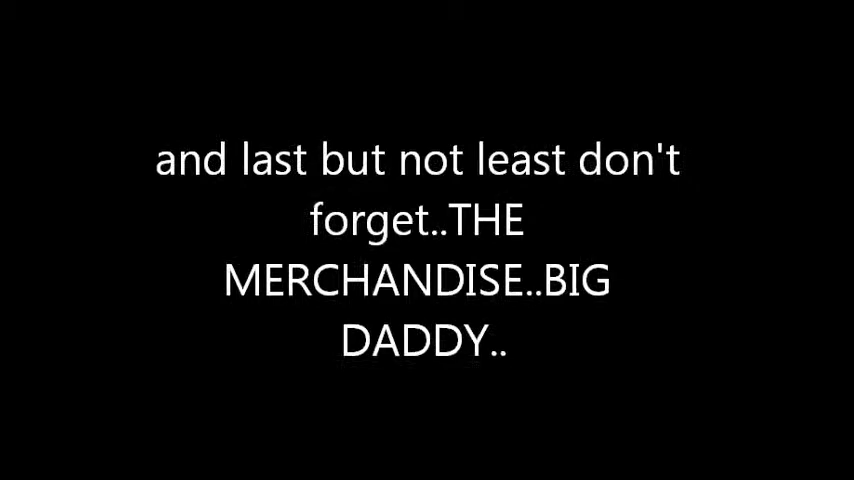 and last but not least don't
forget..THE
MERCHANDISE..BIG
DADDY..